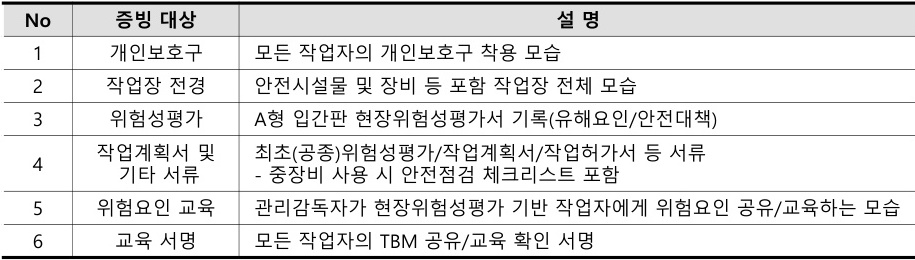 No 증빙 대상 설 명
1 개인보호구 모든 작업자의 개인보호구 착용 모습
2 작업장 전경 안전시설물 및 장비 등 포함 작업장 전체 모습
3 위험성평가 A형 입간판 현장위험성평가서 기록(유해요인/안전대책)
4 작업계획서 및 기타 서류 최초(공종)위험성평가/작업계획서/작업허가서 등 서류
- 중장비 사용 시 안전점검 체크리스트 포함
5 위험요인 교육 관리감독자가 현장위험성평가 기반 작업자에게 위험요인 공유/교육하는 모습
6 교육 서명 모든 작업자의 TBM 공유/교육 확인 서명